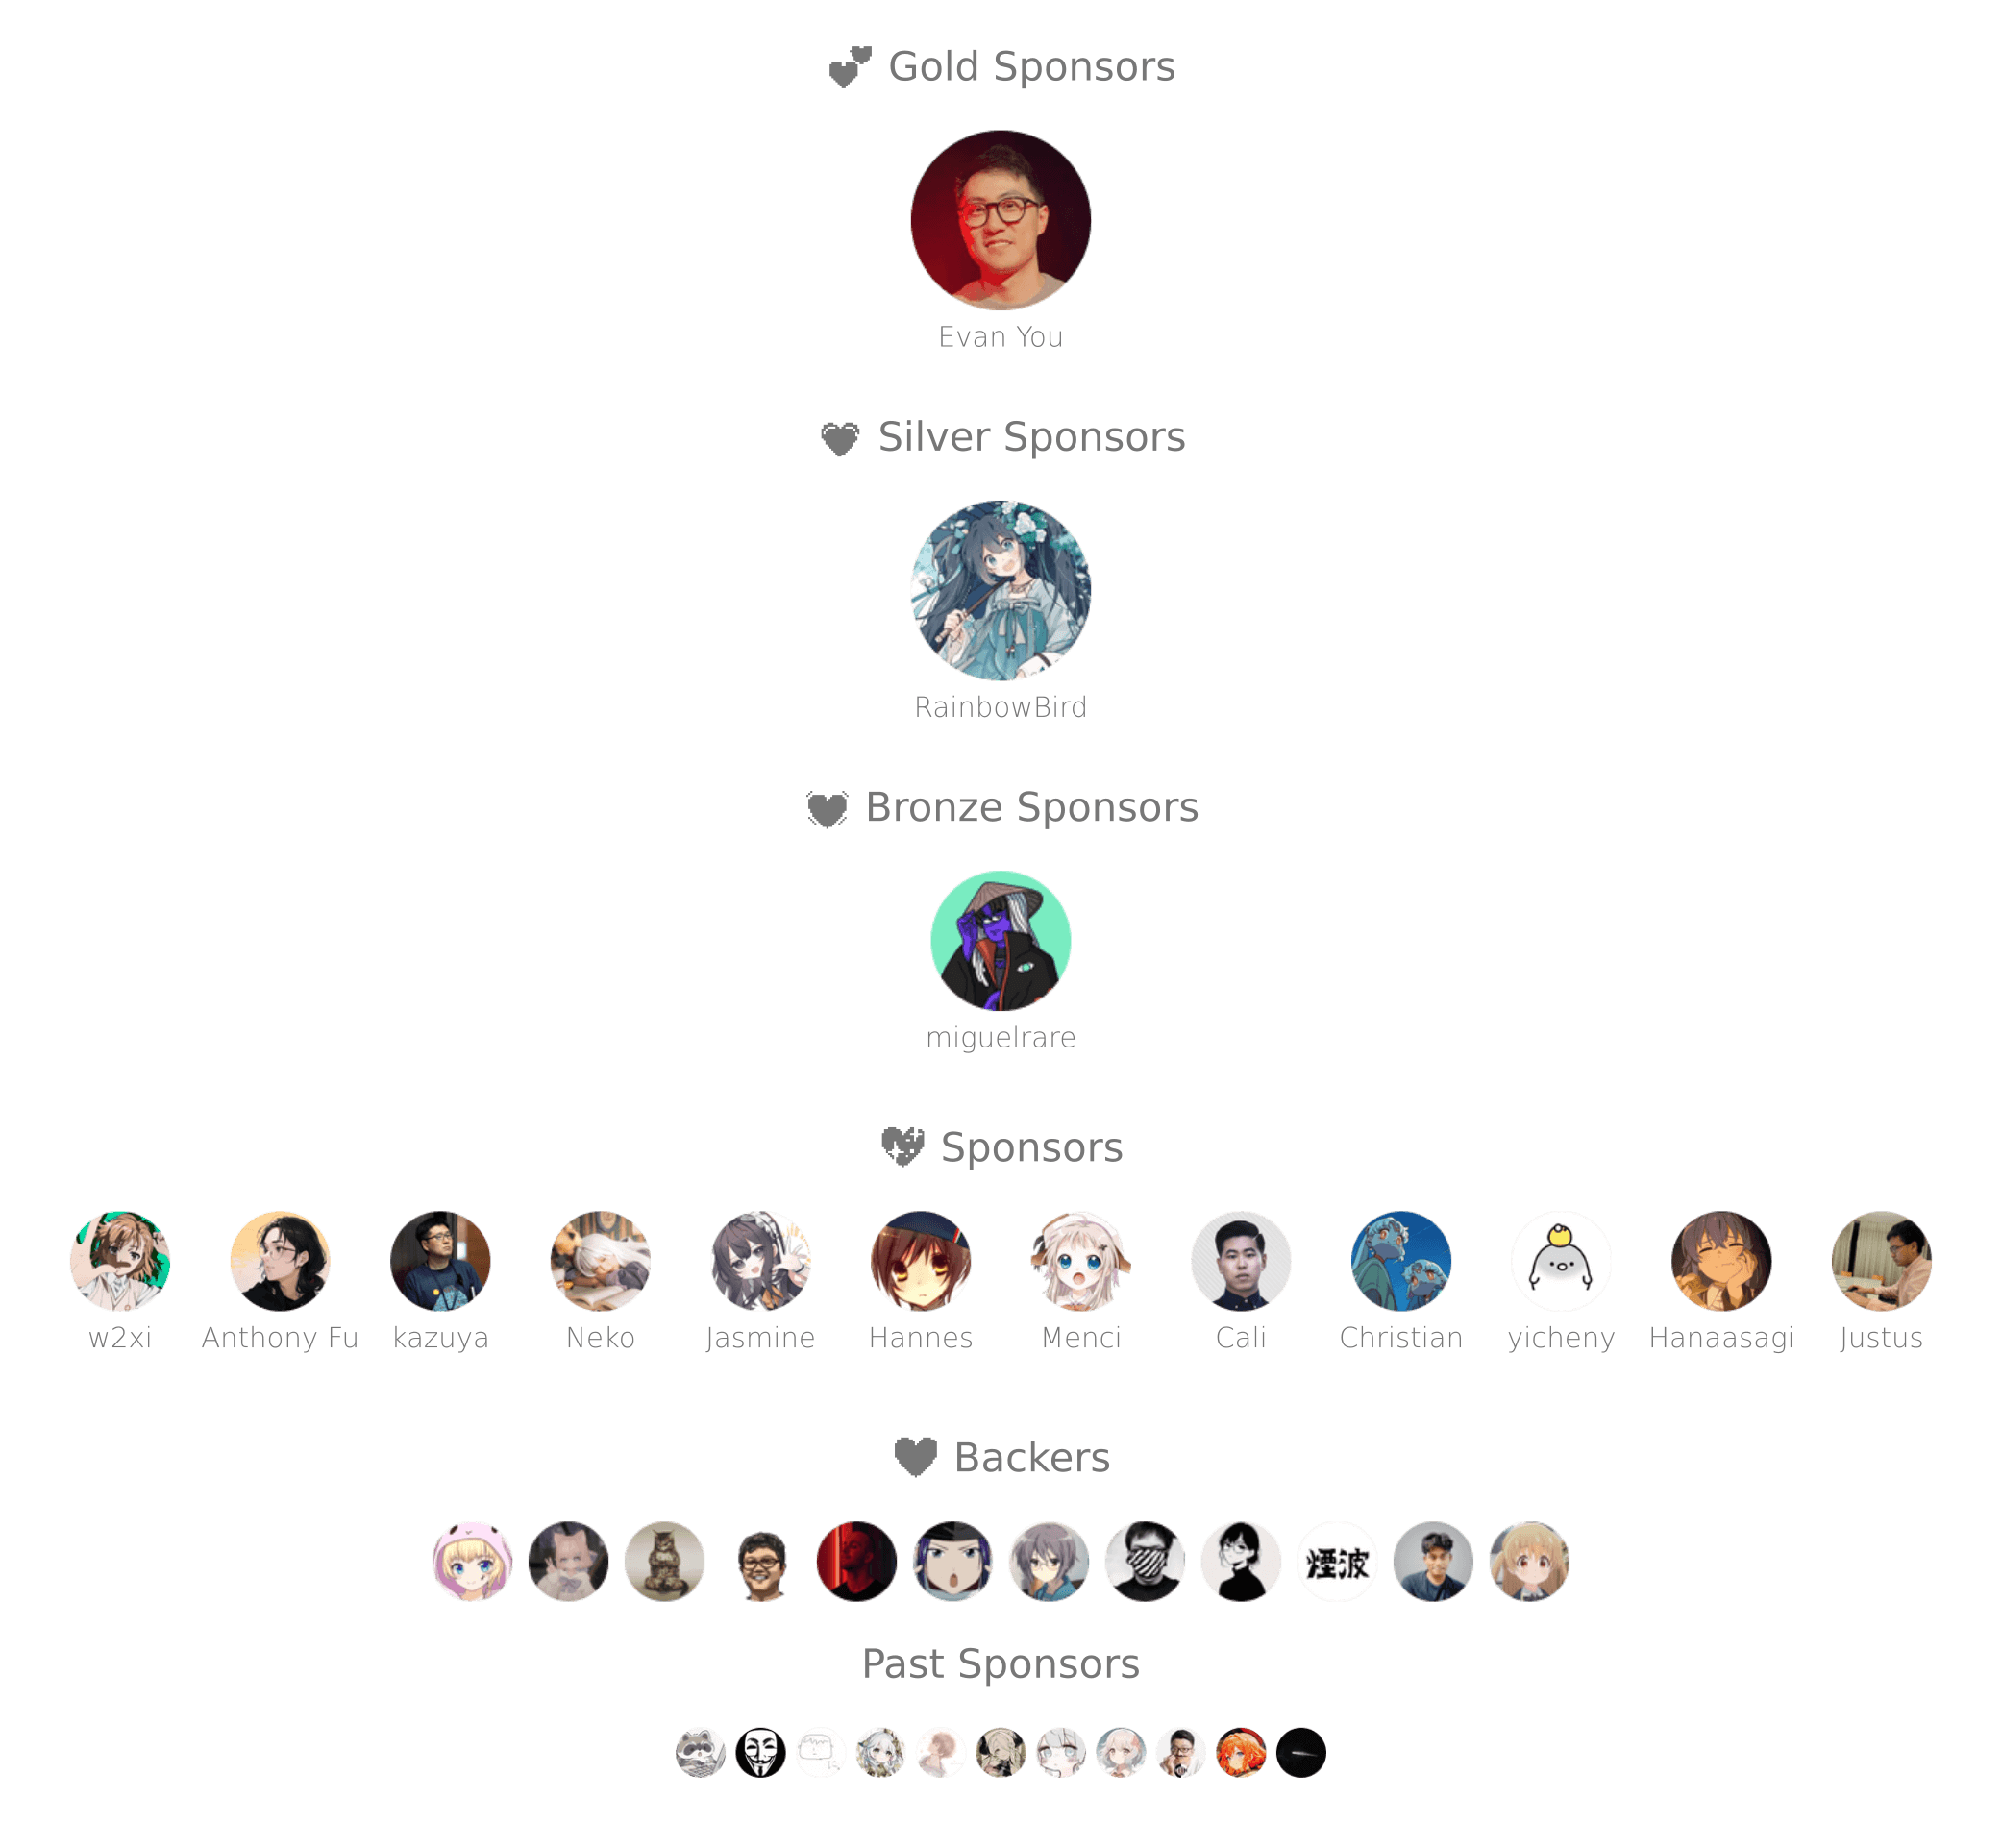 Gold Sponsors
Evan You
Silver Sponsors
RainbowBird
Bronze Sponsors
miguelrare
Sponsors
w2xi Anthony Fu kazuya Neko Jasmine Hannes Menci Cali Christian yicheny Hanaasagi Justus
Backers
煙波
Past Sponsors